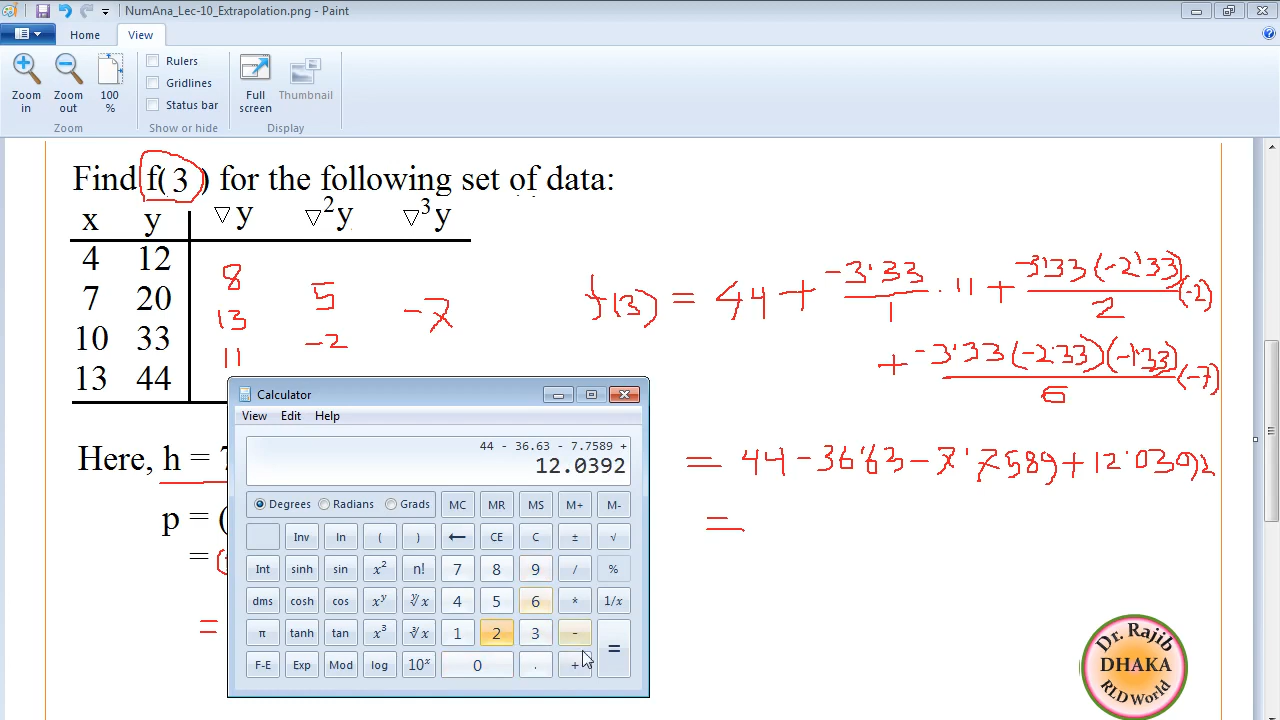 NumAna_Lec-10_Extrapolation.png - Paint
Home View
Rulers
Gridlines
Status bar
Zoom in
Zoom out
100 %
Full screen
Thumbnail
Zoom
Show or hide
Display
Find f(3) for the following set of data:
x y ▽y ▽²y ▽³y
4 12
8
7 20 5
13 -7
10 33 -2
11
13 44
f(3) = 44 + -3.33/1 · 11 + -3.33(-2.33)/2 (-2)
+ -3.33(-2.33)(-1.33)/6 (-7)
= 44 - 36.63 - 7.7589 + 12.0392
=
Here, h = 7
p = (
= (
=
Calculator
View Edit Help
44 - 36.63 - 7.7589 +
12.0392
Degrees Radians Grads MC MR MS M+ M-
Inv ln ( ) ← CE C ± √
Int sinh sin x² n! 7 8 9 / %
dms cosh cos xʸ ʸ√x 4 5 6 * 1/x
π tanh tan x³ ³√x 1 2 3 - =
F-E Exp Mod log 10ˣ 0 . +
Dr. Rajib
DHAKA
RLD World